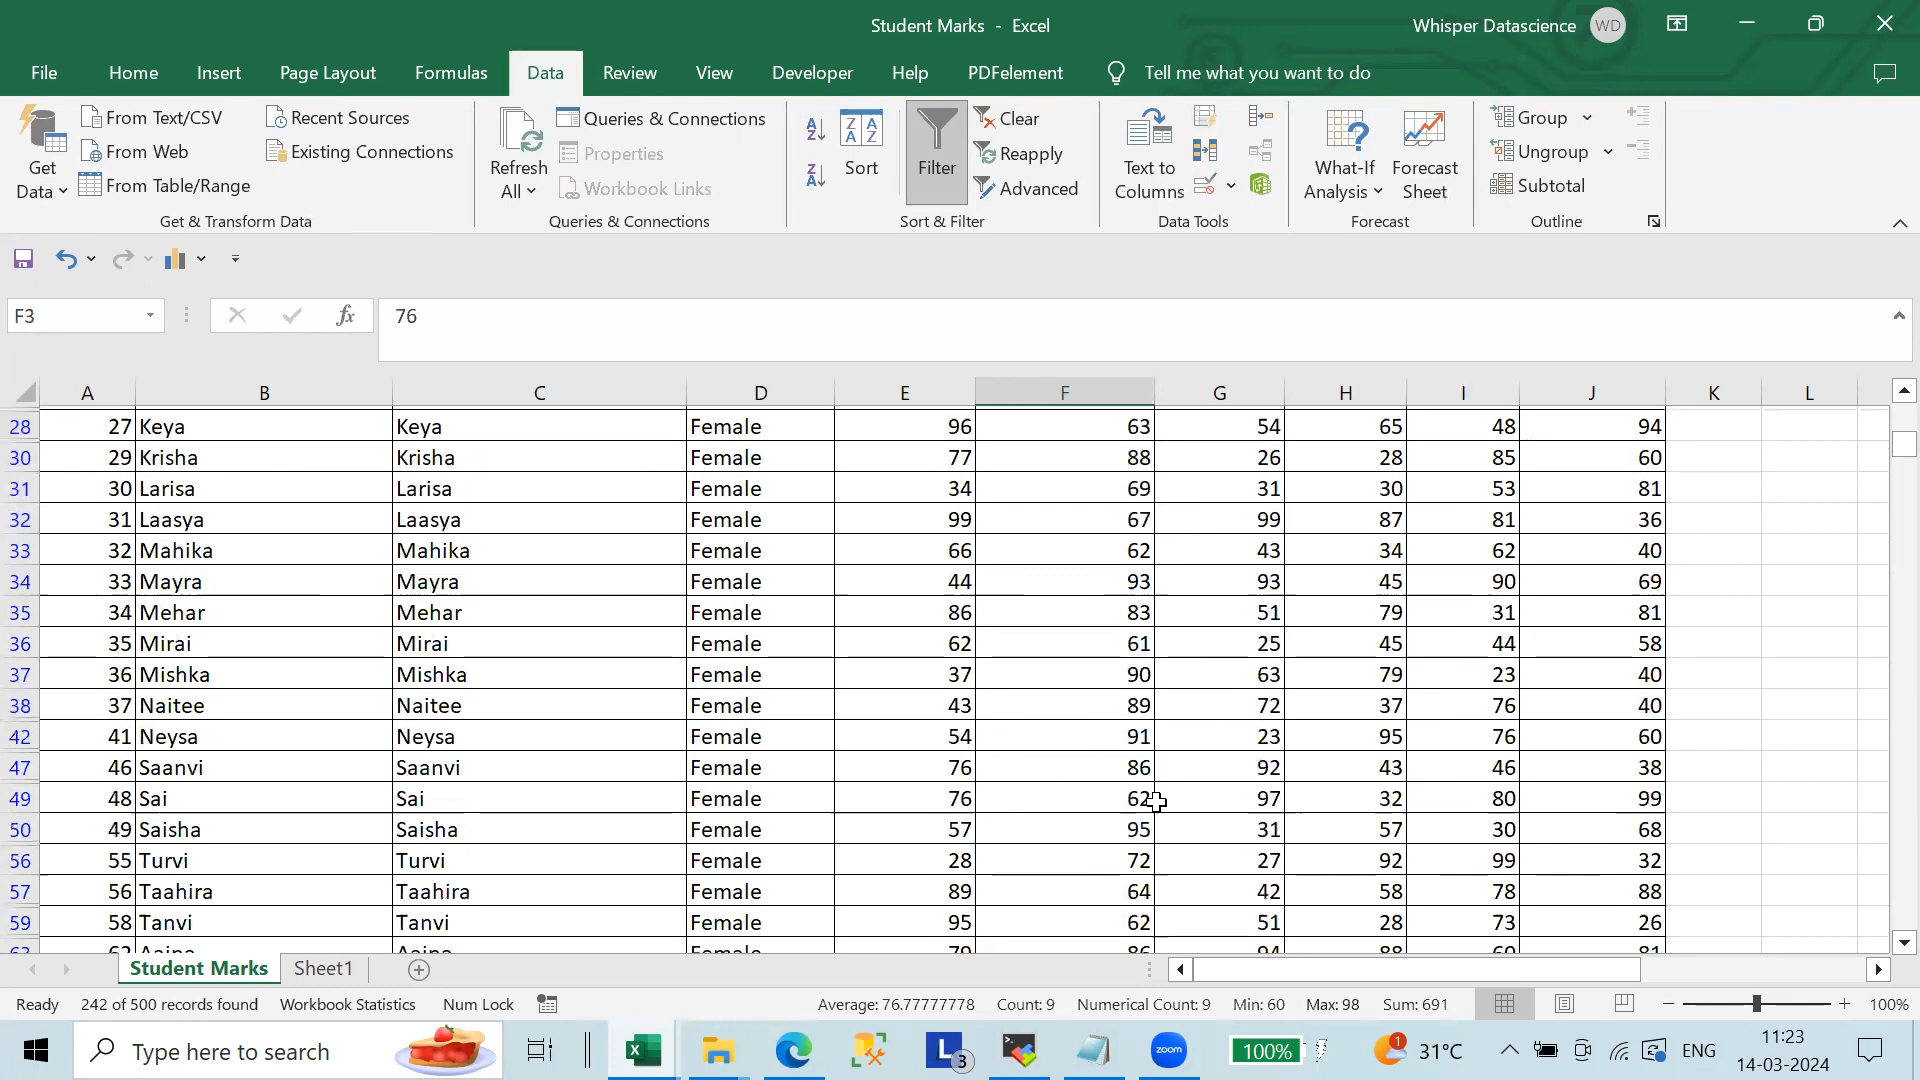 Student Marks - Excel
Whisper Datascience WD
File Home Insert Page Layout Formulas Data Review View Developer Help PDFelement Tell me what you want to do
From Text/CSV
From Web
From Table/Range
Recent Sources
Existing Connections
Get
Data
Get & Transform Data
Refresh
All
Queries & Connections
Properties
Workbook Links
Queries & Connections
Sort
Filter
Clear
Reapply
Advanced
Sort & Filter
Text to
Columns
Data Tools
What-If
Analysis
Forecast
Sheet
Forecast
Group
Ungroup
Subtotal
Outline
F3 fx 76
A B C D E F G H I J K L
28 27 Keya Keya Female 96 63 54 65 48 94
30 29 Krisha Krisha Female 77 88 26 28 85 60
31 30 Larisa Larisa Female 34 69 31 30 53 81
32 31 Laasya Laasya Female 99 67 99 87 81 36
33 32 Mahika Mahika Female 66 62 43 34 62 40
34 33 Mayra Mayra Female 44 93 93 45 90 69
35 34 Mehar Mehar Female 86 83 51 79 31 81
36 35 Mirai Mirai Female 62 61 25 45 44 58
37 36 Mishka Mishka Female 37 90 63 79 23 40
38 37 Naitee Naitee Female 43 89 72 37 76 40
42 41 Neysa Neysa Female 54 91 23 95 76 60
47 46 Saanvi Saanvi Female 76 86 92 43 46 38
49 48 Sai Sai Female 76 62 97 32 80 99
50 49 Saisha Saisha Female 57 95 31 57 30 68
56 55 Turvi Turvi Female 28 72 27 92 99 32
57 56 Taahira Taahira Female 89 64 42 58 78 88
59 58 Tanvi Tanvi Female 95 62 51 28 73 26
Student Marks Sheet1
Ready 242 of 500 records found Workbook Statistics Num Lock Average: 76.77777778 Count: 9 Numerical Count: 9 Min: 60 Max: 98 Sum: 691 100%
Type here to search
L 3
zoom
100%
1 31°C
ENG
11:23
14-03-2024